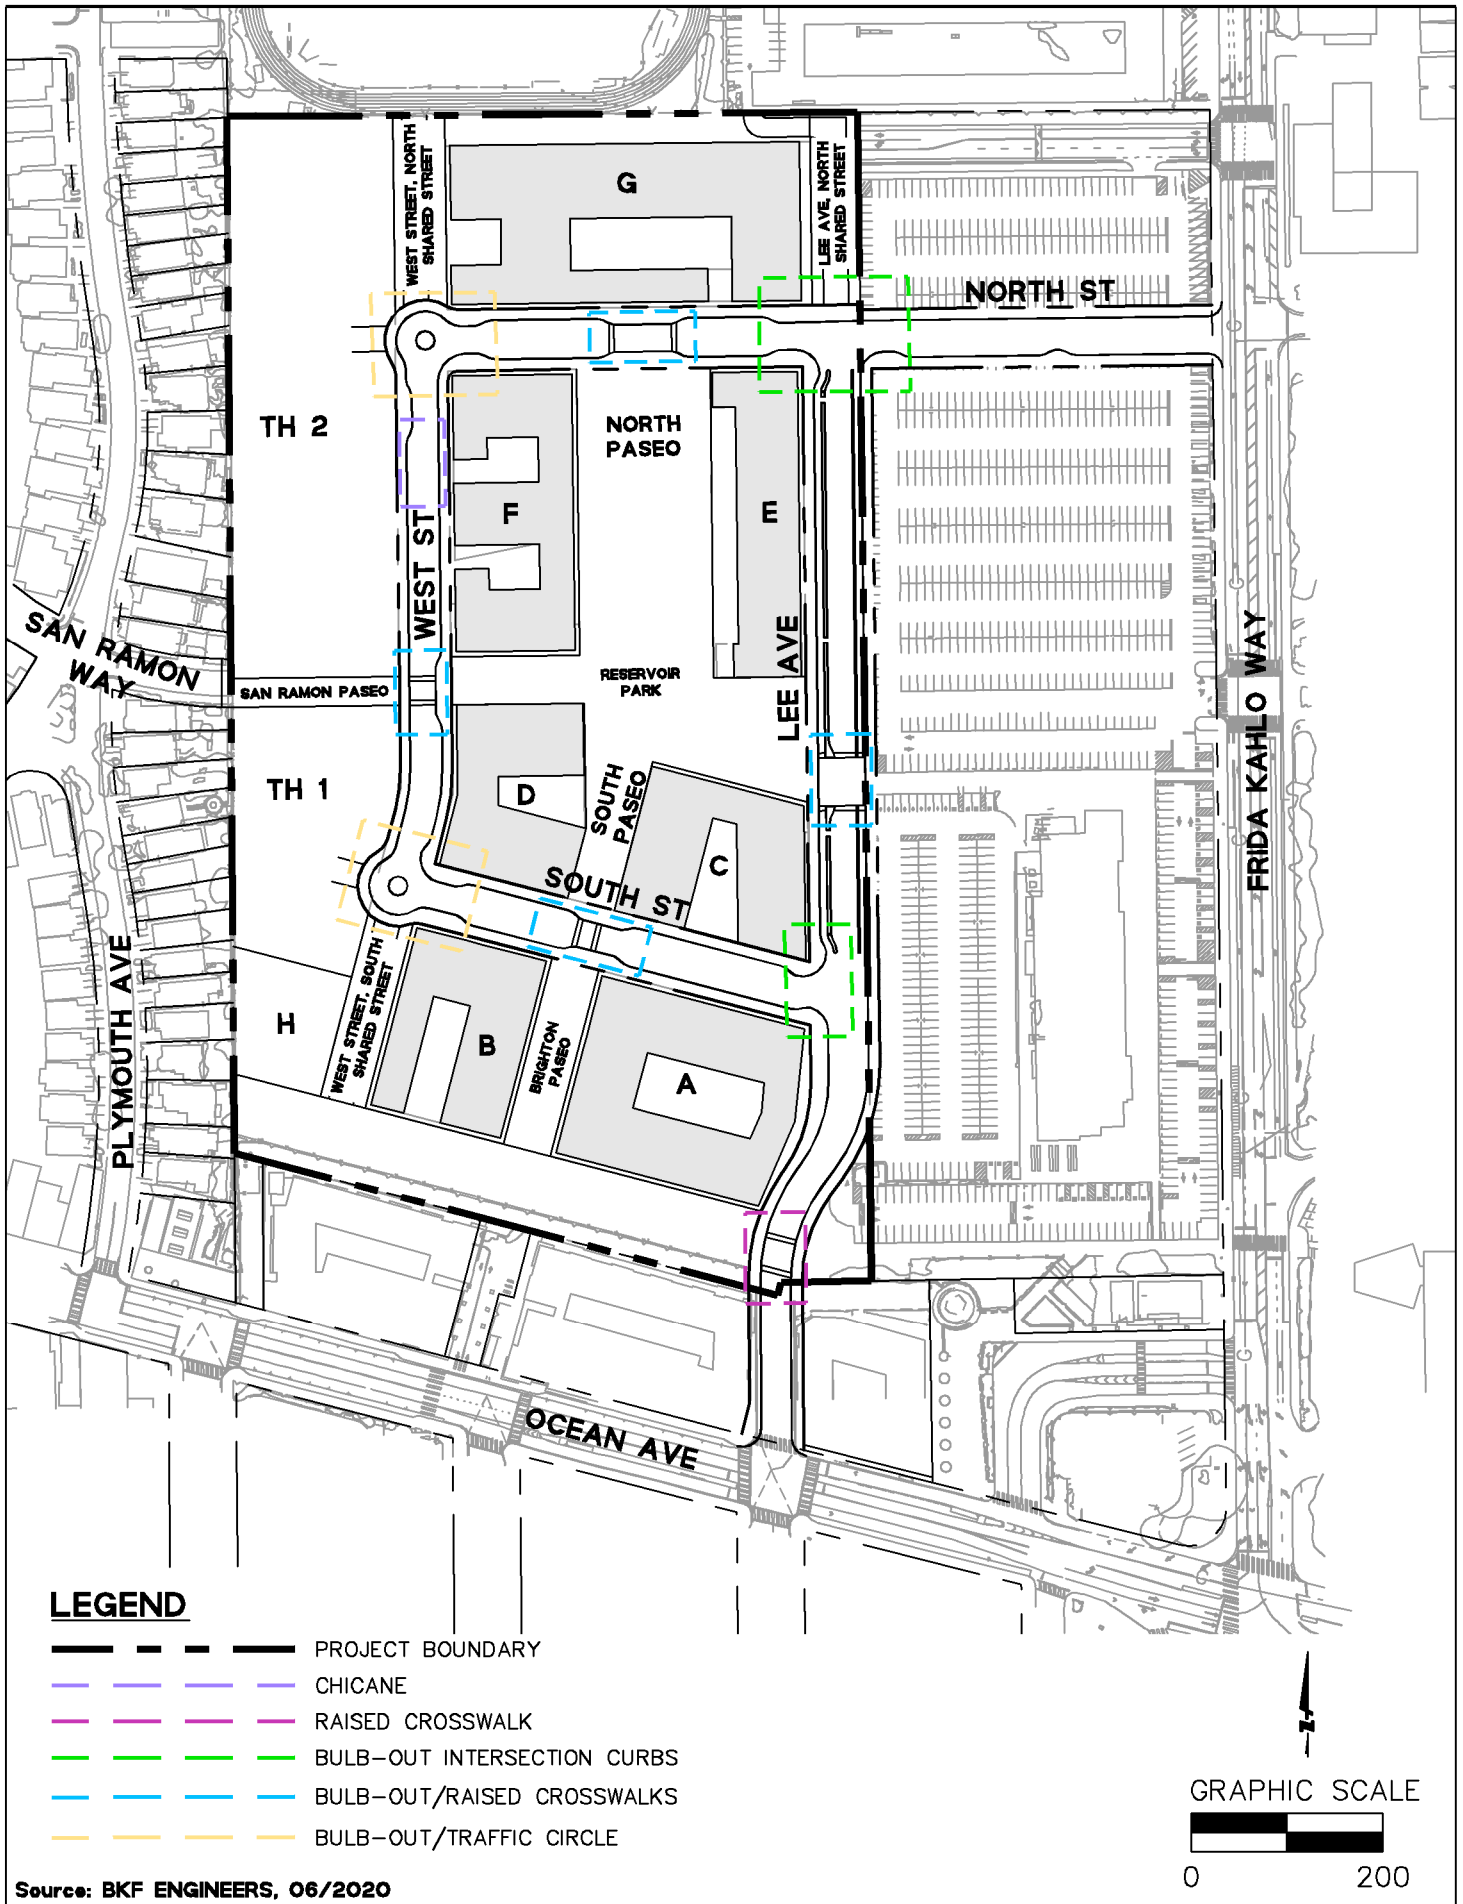 WEST STREET, NORTH
SHARED STREET
G
LEE AVE, NORTH
SHARED STREET
NORTH ST
TH 2
NORTH
PASEO
F
E
WEST ST
SAN RAMON
WAY
SAN RAMON PASEO
RESERVOIR
PARK
LEE AVE
FRIDA KAHLO WAY
TH 1
D
SOUTH
PASEO
C
SOUTH ST
PLYMOUTH AVE
WEST STREET, SOUTH
SHARED STREET
H
B
BRIGHTON
PASEO
A
OCEAN AVE
LEGEND
PROJECT BOUNDARY
CHICANE
RAISED CROSSWALK
BULB-OUT INTERSECTION CURBS
BULB-OUT/RAISED CROSSWALKS
BULB-OUT/TRAFFIC CIRCLE
GRAPHIC SCALE
0 200
Source: BKF ENGINEERS, 06/2020